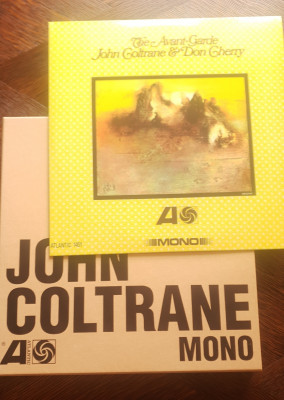 The Avant-Garde
John Coltrane & Don Cherry
MONO
JOHN
COLTRANE
MONO